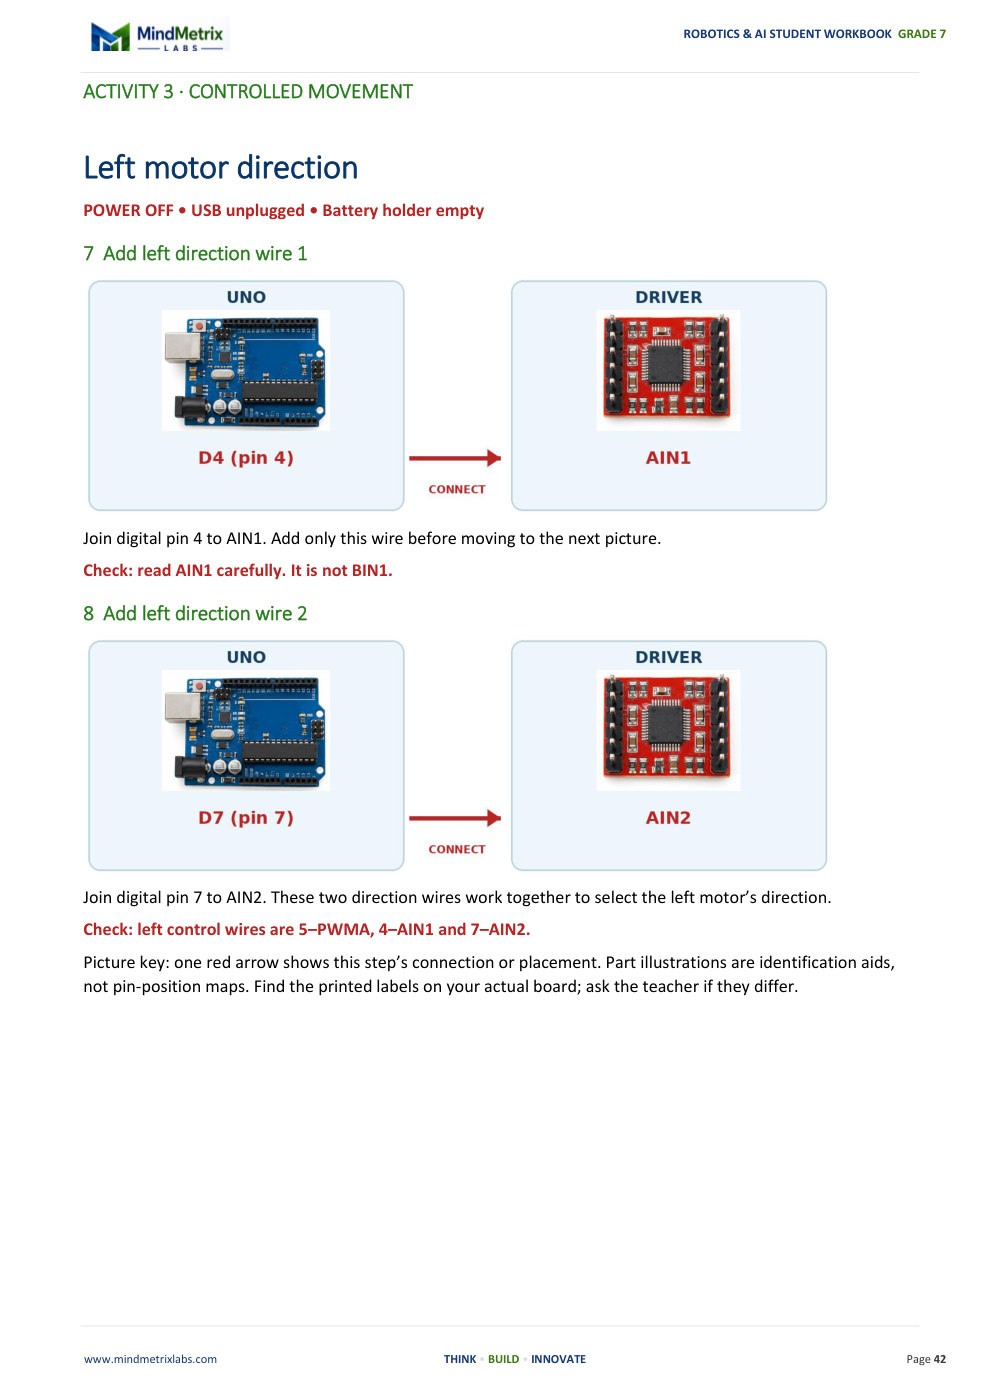 MindMetrix
LABS
ROBOTICS & AI STUDENT WORKBOOK GRADE 7
ACTIVITY 3 · CONTROLLED MOVEMENT
Left motor direction
POWER OFF • USB unplugged • Battery holder empty
7 Add left direction wire 1
UNO
DRIVER
D4 (pin 4)
AIN1
CONNECT
Join digital pin 4 to AIN1. Add only this wire before moving to the next picture.
Check: read AIN1 carefully. It is not BIN1.
8 Add left direction wire 2
UNO
DRIVER
D7 (pin 7)
AIN2
CONNECT
Join digital pin 7 to AIN2. These two direction wires work together to select the left motor’s direction.
Check: left control wires are 5–PWMA, 4–AIN1 and 7–AIN2.
Picture key: one red arrow shows this step’s connection or placement. Part illustrations are identification aids,
not pin-position maps. Find the printed labels on your actual board; ask the teacher if they differ.
www.mindmetrixlabs.com
THINK • BUILD • INNOVATE
Page 42